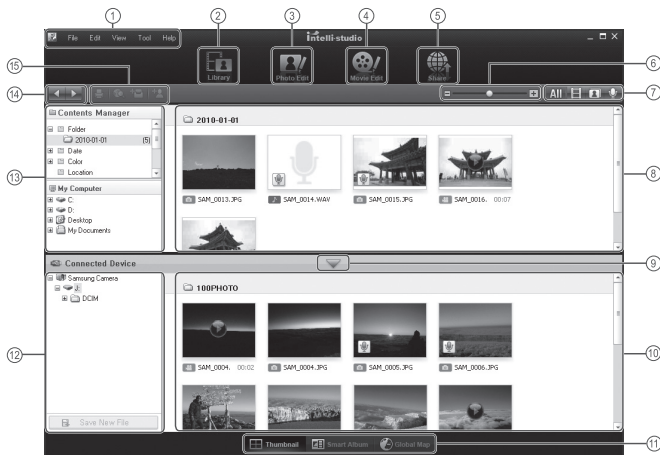 1 2 3 4 5
File Edit View Tool Help
intelli-studio
Library Photo Edit Movie Edit Share
6
15
14
All
7
Contents Manager
Folder
2010-01-01 (5)
Date
Color
Location
My Computer
C:
D:
Desktop
My Documents
13
2010-01-01
SAM_0013.JPG SAM_0014.WAV SAM_0015.JPG SAM_0016. 00:07
8
Connected Device
9
Samsung Camera
J:
DCIM
Save New File
12
100PHOTO
SAM_0004. 00:02 SAM_0004.JPG SAM_0005.JPG SAM_0006.JPG
10
Thumbnail Smart Album Global Map
11